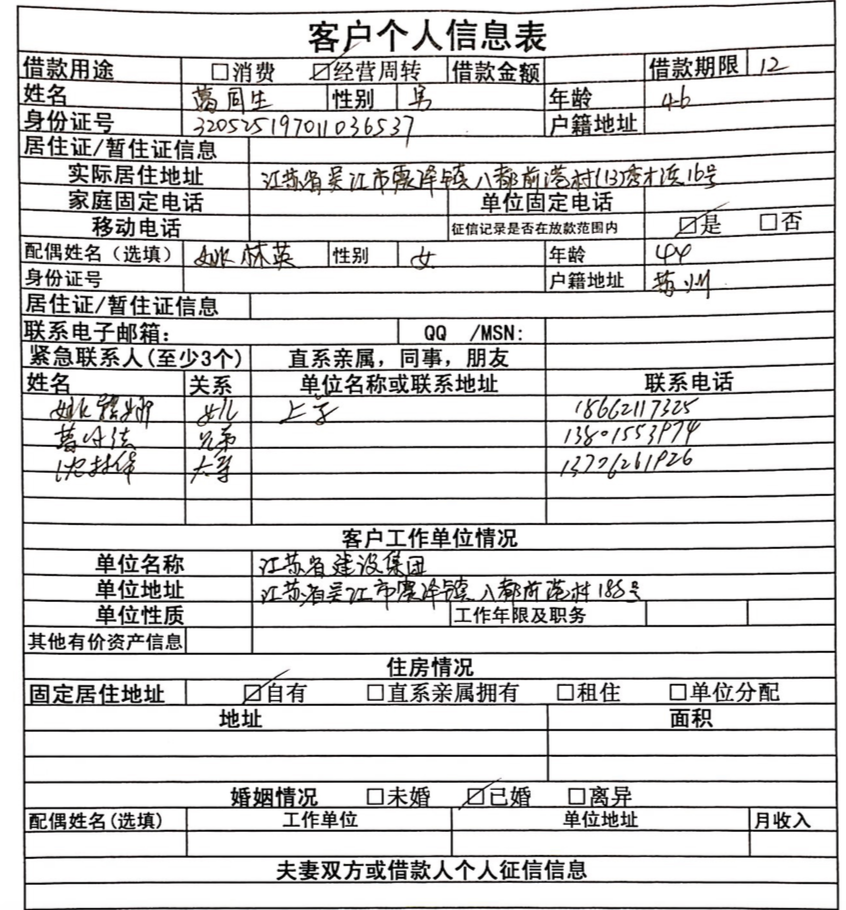 客户个人信息表
借款用途 □消费 ☑经营周转 借款金额 借款期限 12
姓名 葛同生 性别 男 年龄 46
身份证号 320525197011036537 户籍地址
居住证/暂住证信息
实际居住地址 江苏省吴江市震泽镇八都前港村(13)秀才浜16号
家庭固定电话 单位固定电话
移动电话 征信记录是否在放款范围内 ☑是 □否
配偶姓名（选填） 姚林英 性别 女 年龄 44
身份证号 户籍地址 苏州
居住证/暂住证信息
联系电子邮箱: QQ /MSN:
紧急联系人(至少3个) 直系亲属，同事，朋友
姓名 关系 单位名称或联系地址 联系电话
姚 女儿 上学 18662117325
葛 兄弟 13801553974
沈 13706261926
客户工作单位情况
单位名称 江苏省建设集团
单位地址 江苏省吴江市震泽镇八都前港村188号
单位性质 工作年限及职务
其他有价资产信息
住房情况
固定居住地址 ☑自有 □直系亲属拥有 □租住 □单位分配
地址 面积
婚姻情况 □未婚 ☑已婚 □离异
配偶姓名(选填) 工作单位 单位地址 月收入
夫妻双方或借款人个人征信信息